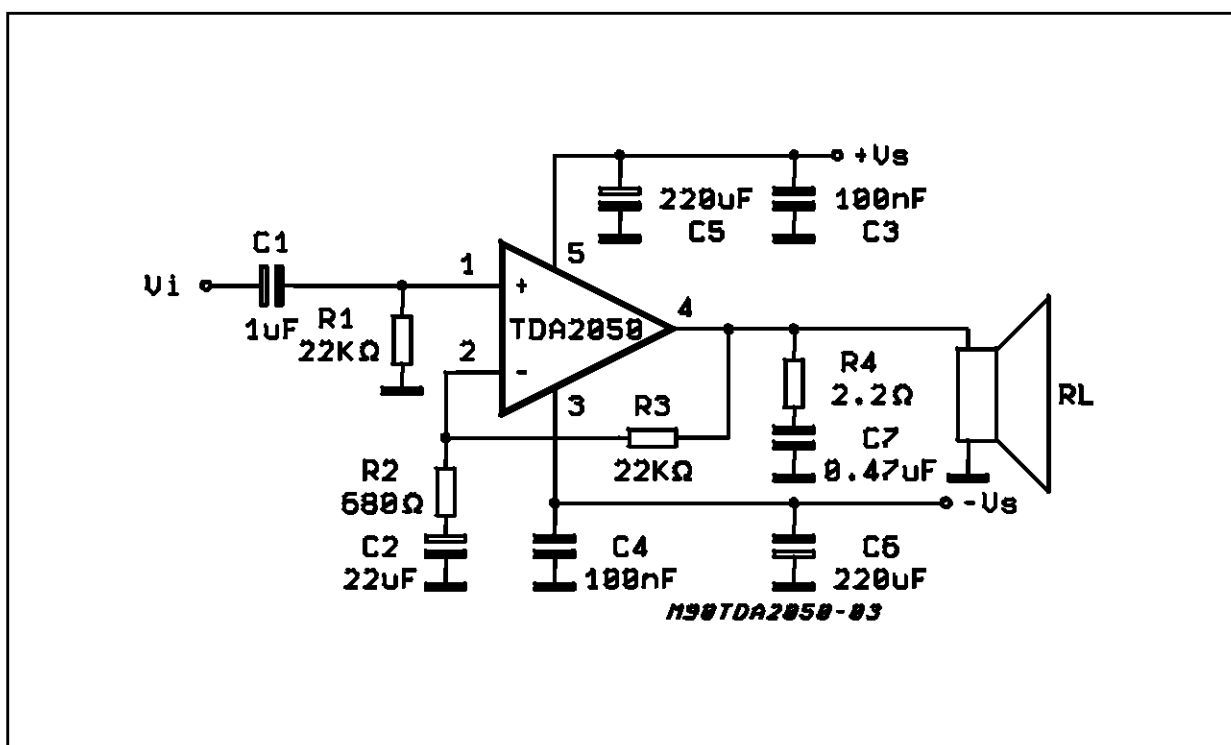 +Vs
220uF
C5
100nF
C3
C1
Vi
1uF
R1
22KΩ
1
+
5
TDA2050
4
2
-
3
R3
22KΩ
R4
2.2Ω
C7
0.47uF
RL
R2
680Ω
C2
22uF
C4
100nF
-Vs
C6
220uF
M90TDA2050-03